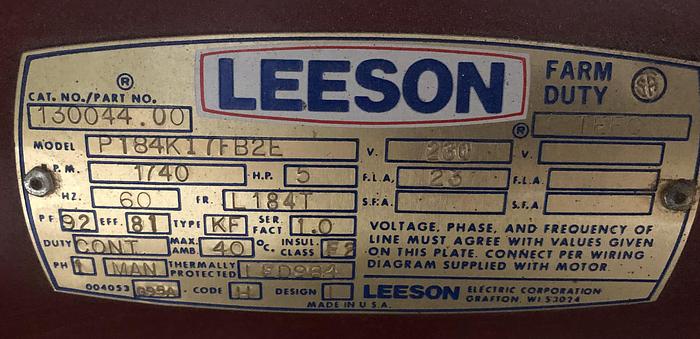 LEESON
FARM DUTY
CAT. NO./PART NO.
130044.00
MODEL P184K17FB2E V. 230 V.
R.P.M. 1740 H.P. 5 F.L.A. 23 F.L.A.
HZ. 60 FR. L184T S.F.A. S.F.A.
PF 92 EFF. 81 TYPE KF SER. FACT 1.0
DUTY CONT MAX. AMB. 40 °C. INSUL. CLASS
PH 1 MAN THERMALLY PROTECTED
VOLTAGE, PHASE, AND FREQUENCY OF
LINE MUST AGREE WITH VALUES GIVEN
ON THIS PLATE. CONNECT PER WIRING
DIAGRAM SUPPLIED WITH MOTOR.
004053 CODE H DESIGN L LEESON ELECTRIC CORPORATION
GRAFTON, WI 53024
MADE IN U.S.A.